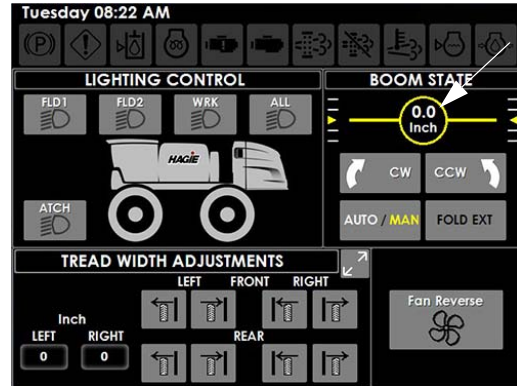 Tuesday 08:22 AM
(P)
LIGHTING CONTROL
BOOM STATE
FLD1 FLD2 WRK ALL
0.0
Inch
HAGIE
CW CCW
ATCH
AUTO / MAN FOLD EXT
TREAD WIDTH ADJUSTMENTS
LEFT FRONT RIGHT
Fan Reverse
Inch
LEFT RIGHT
REAR
0 0